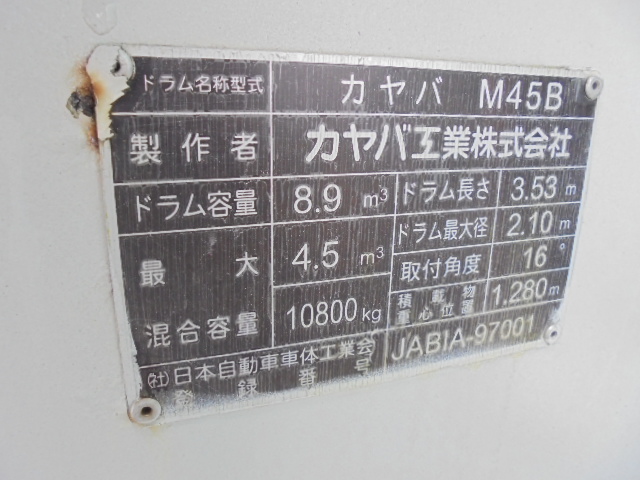 ドラム名称型式 カヤバ M45B
製作者 カヤバ工業株式会社
ドラム容量 8.9 m³ ドラム長さ 3.53 m
ドラム最大径 2.10 m
最大混合容量 4.5 m³ 取付角度 16°
10800kg 積載物重心位置 1.280m
(社)日本自動車車体工業会
登録番号 JABIA-97001